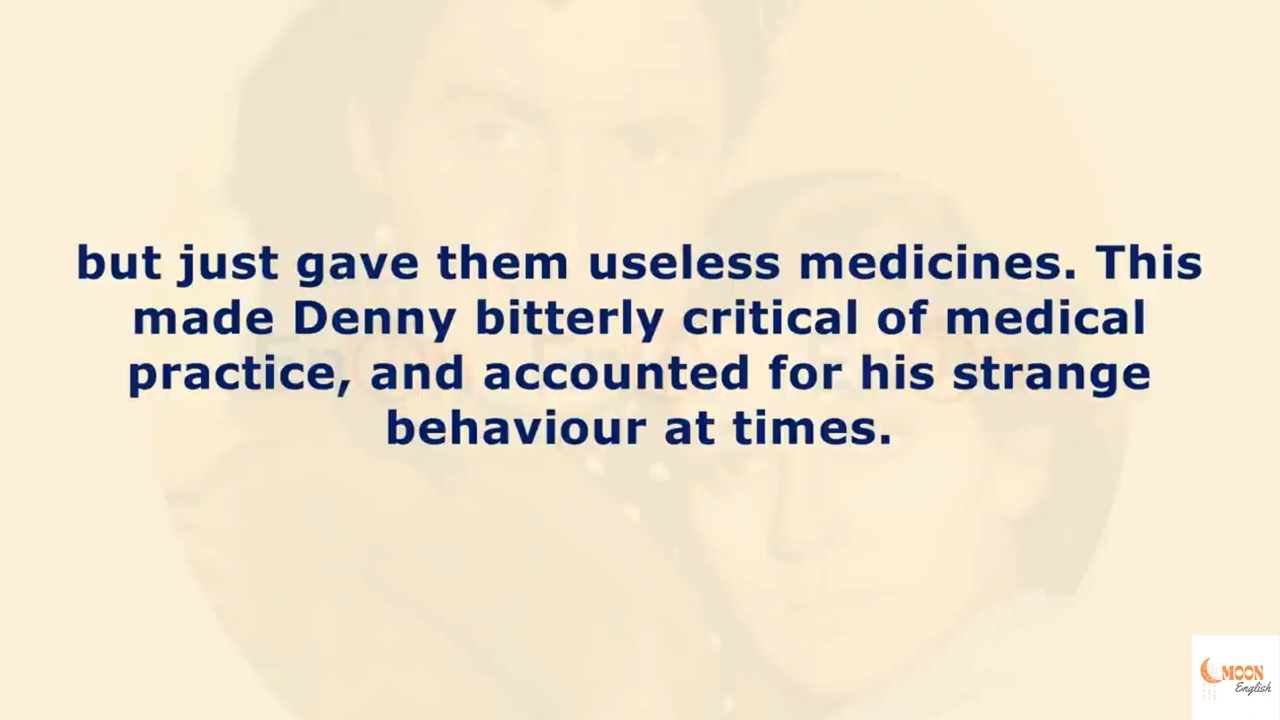 but just gave them useless medicines. This
made Denny bitterly critical of medical
practice, and accounted for his strange
behaviour at times.
MOON
English